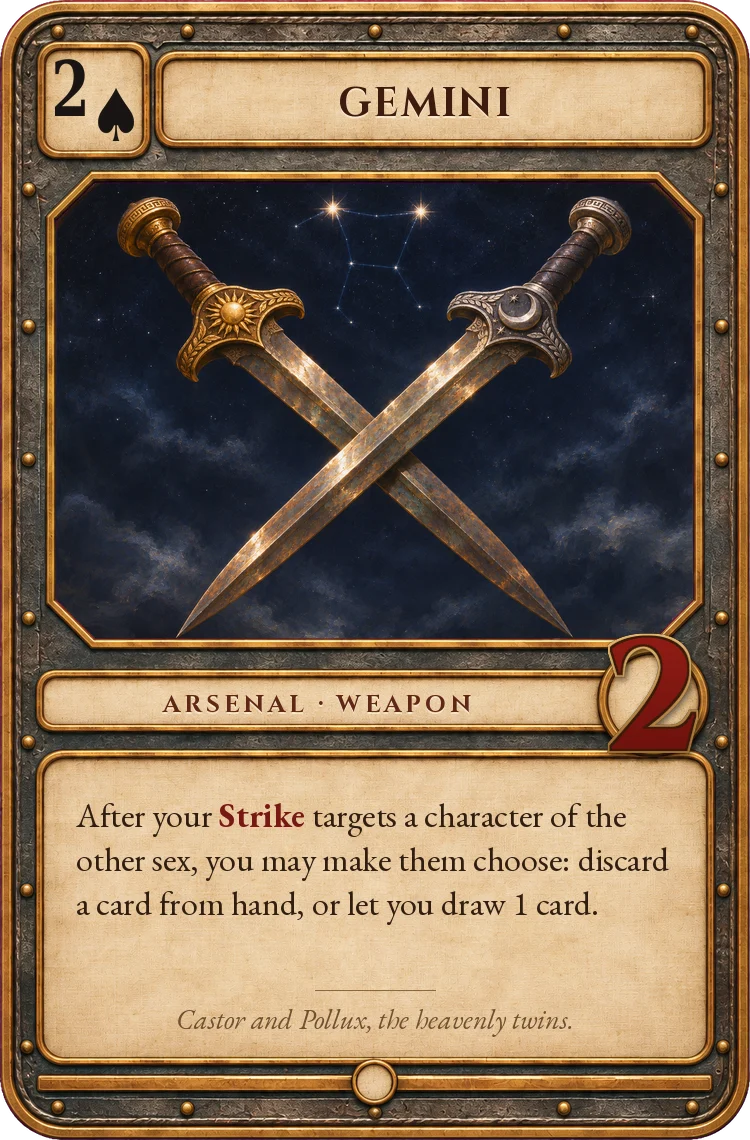 2♠
GEMINI
ARSENAL · WEAPON
2
After your Strike targets a character of the
other sex, you may make them choose: discard
a card from hand, or let you draw 1 card.
Castor and Pollux, the heavenly twins.